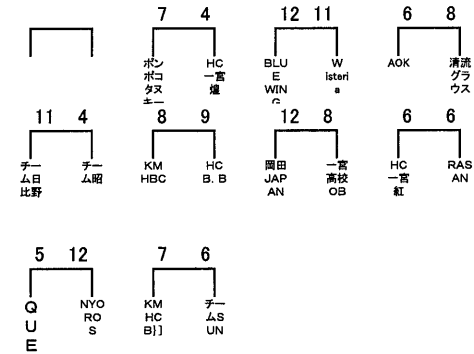 7 4 12 11 6 8
ポン HC BLU W AOK 清流
ポコ 一宮 E isteri グラ
タヌ 煌 WIN a ウス
キー G
11 4 8 9 12 8 6 6
チー チー KM HC 岡田 一宮 HC RAS
ム日 ム昭 HBC B. B JAP 高校 一宮 AN
比野 AN OB 紅
5 12 7 6
Q NYO KM チー
U RO HC ムS
E S B}] UN